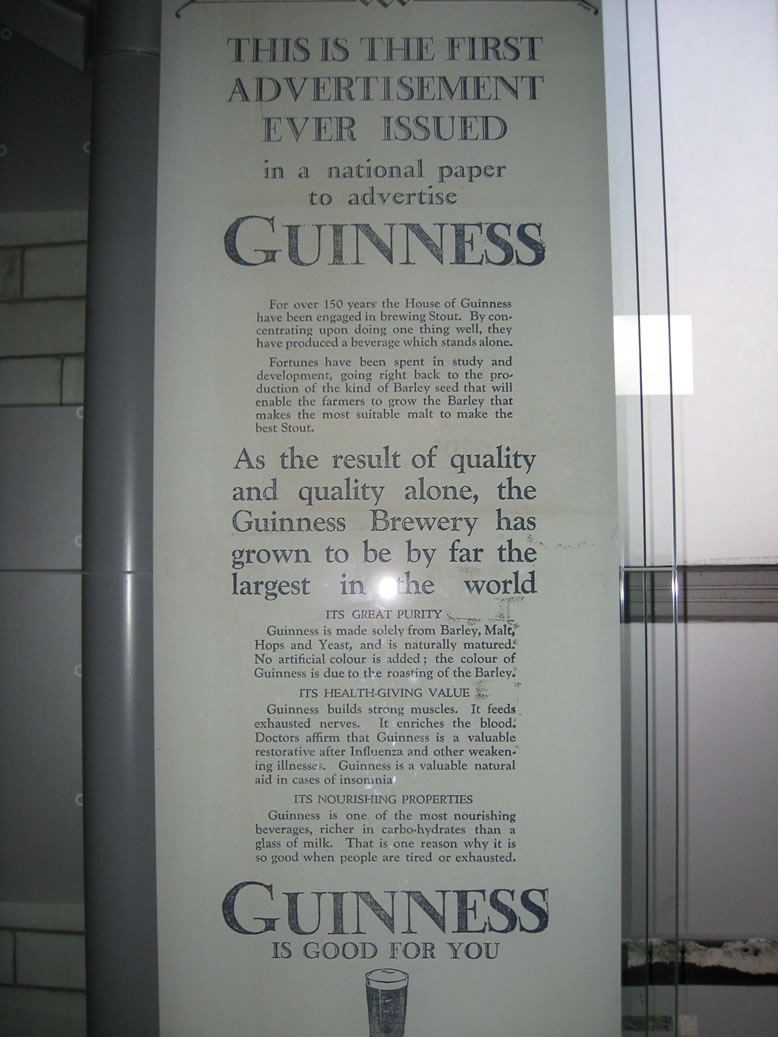 THIS IS THE FIRST
ADVERTISEMENT
EVER ISSUED
in a national paper
to advertise
GUINNESS
For over 150 years the House of Guinness
have been engaged in brewing Stout. By con-
centrating upon doing one thing well, they
have produced a beverage which stands alone.
Fortunes have been spent in study and
development, going right back to the pro-
duction of the kind of Barley seed that will
enable the farmers to grow the Barley that
makes the most suitable malt to make the
best Stout.
As the result of quality
and quality alone, the
Guinness Brewery has
grown to be by far the
largest in the world
ITS GREAT PURITY
Guinness is made solely from Barley, Malt,
Hops and Yeast, and is naturally matured.
No artificial colour is added; the colour of
Guinness is due to the roasting of the Barley.
ITS HEALTH-GIVING VALUE
Guinness builds strong muscles. It feeds
exhausted nerves. It enriches the blood.
Doctors affirm that Guinness is a valuable
restorative after Influenza and other weaken-
ing illnesses. Guinness is a valuable natural
aid in cases of insomnia
ITS NOURISHING PROPERTIES
Guinness is one of the most nourishing
beverages, richer in carbo-hydrates than a
glass of milk. That is one reason why it is
so good when people are tired or exhausted.
GUINNESS
IS GOOD FOR YOU